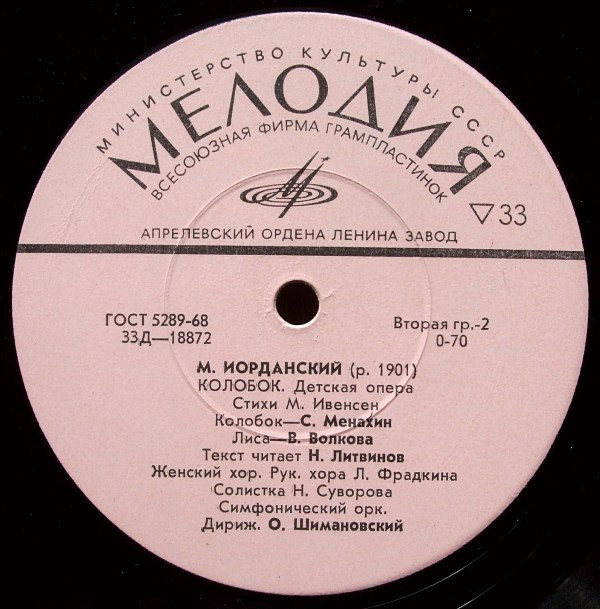 МИНИСТЕРСТВО КУЛЬТУРЫ СССР
МЕЛОДИЯ
ВСЕСОЮЗНАЯ ФИРМА ГРАМПЛАСТИНОК
▽33
АПРЕЛЕВСКИЙ ОРДЕНА ЛЕНИНА ЗАВОД
ГОСТ 5289-68
33Д—18872
Вторая гр.-2
0-70
М. ИОРДАНСКИЙ (р. 1901)
КОЛОБОК. Детская опера
Стихи М. Ивенсен
Колобок—С. Менахин
Лиса—В. Волкова
Текст читает Н. Литвинов
Женский хор. Рук. хора Л. Фрадкина
Солистка Н. Суворова
Симфонический орк.
Дириж. О. Шимановский